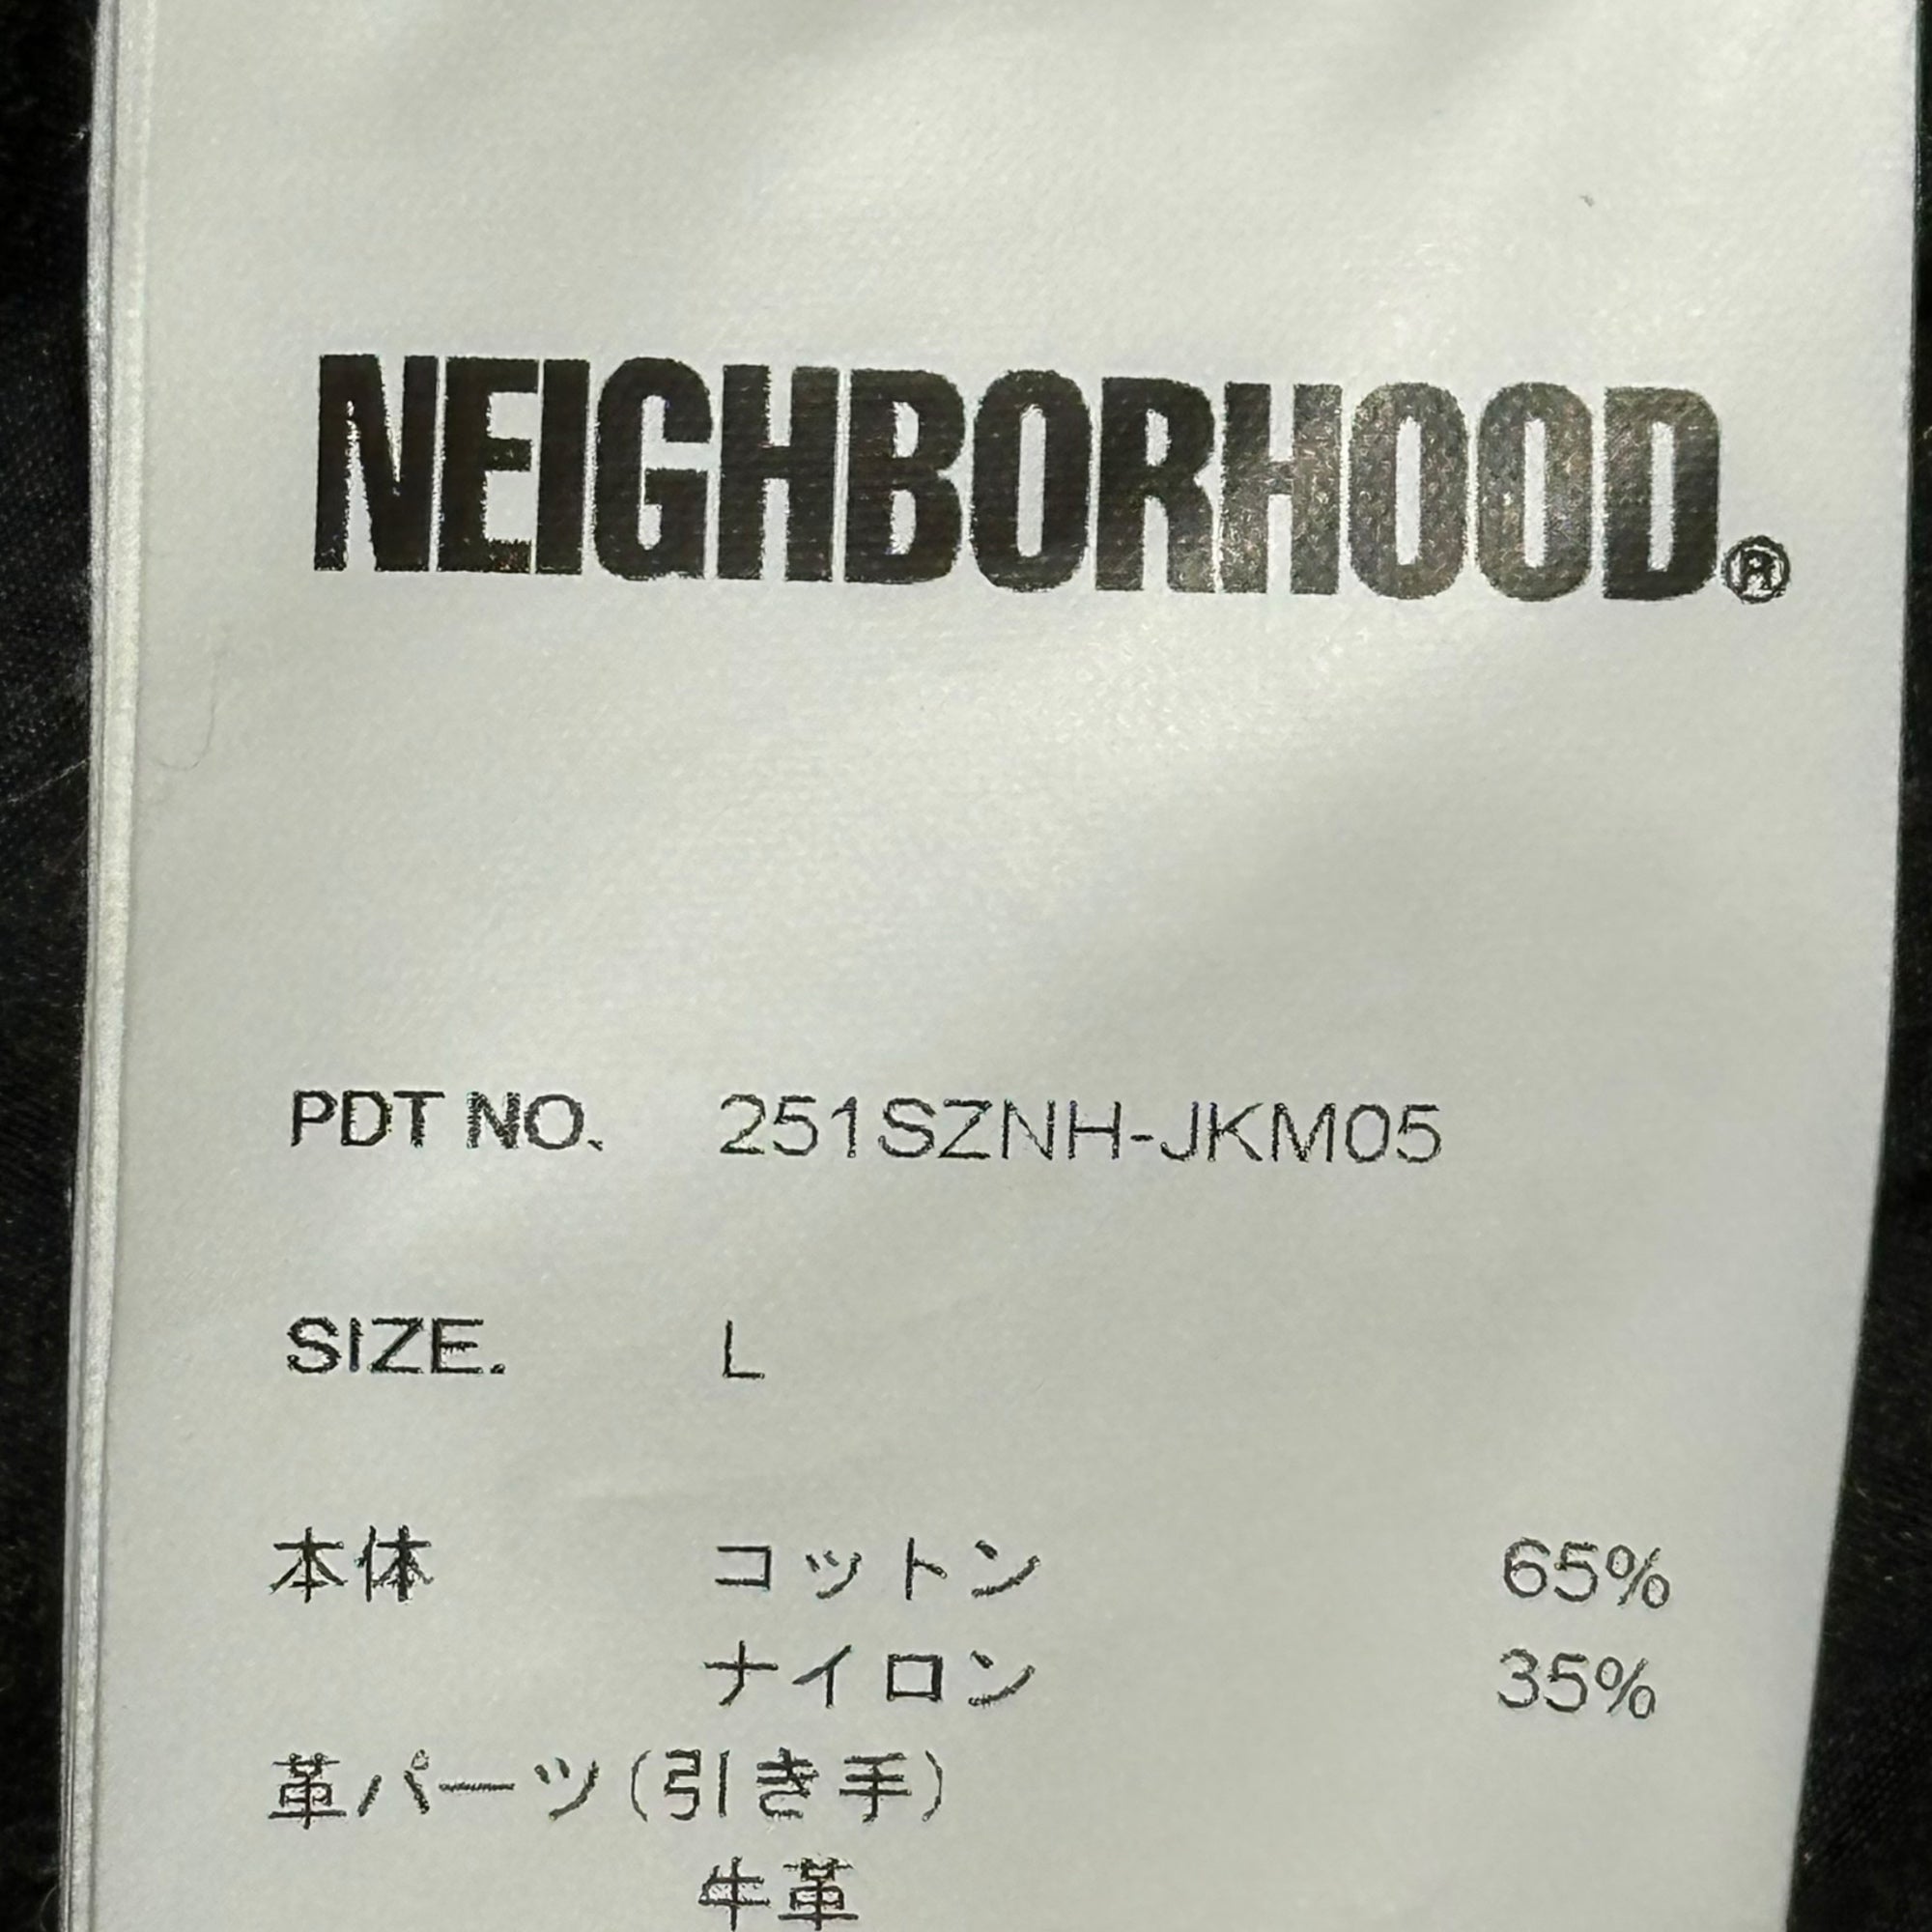 NEIGHBORHOOD®
PDT NO. 251SZNH-JKM05
SIZE. L
本体 コットン 65%
ナイロン 35%
革パーツ(引き手)
牛革